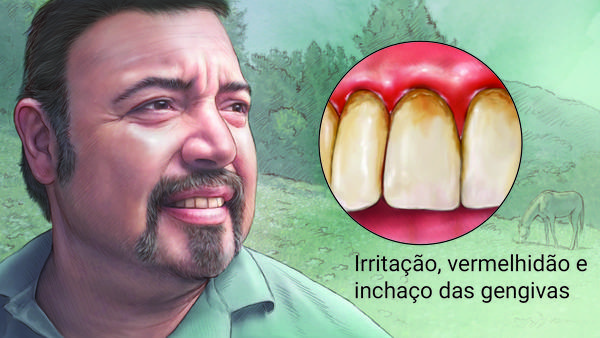 Irritação, vermelhidão e
inchaço das gengivas